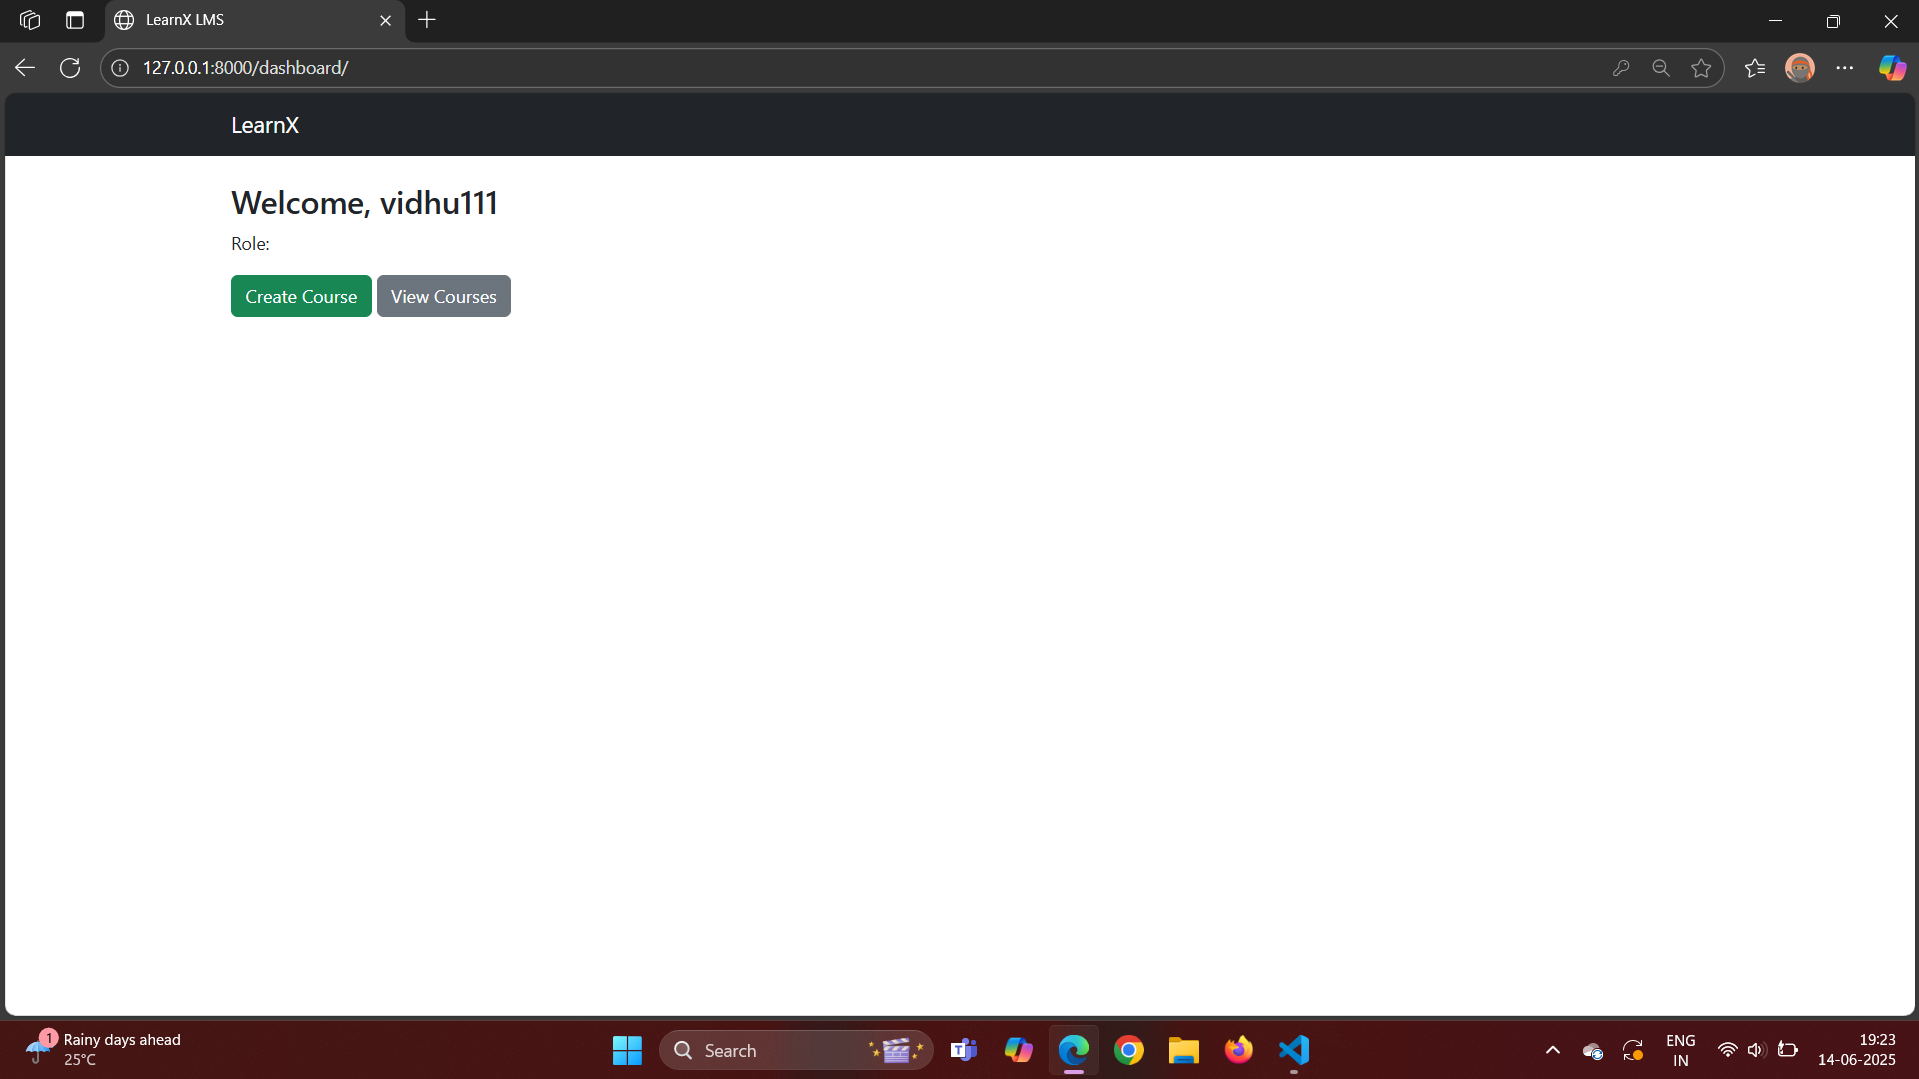 LearnX LMS
127.0.0.1:8000/dashboard/
LearnX
Welcome, vidhu111
Role:
Create Course View Courses
1 Rainy days ahead
25°C
Search
ENG
IN
19:23
14-06-2025